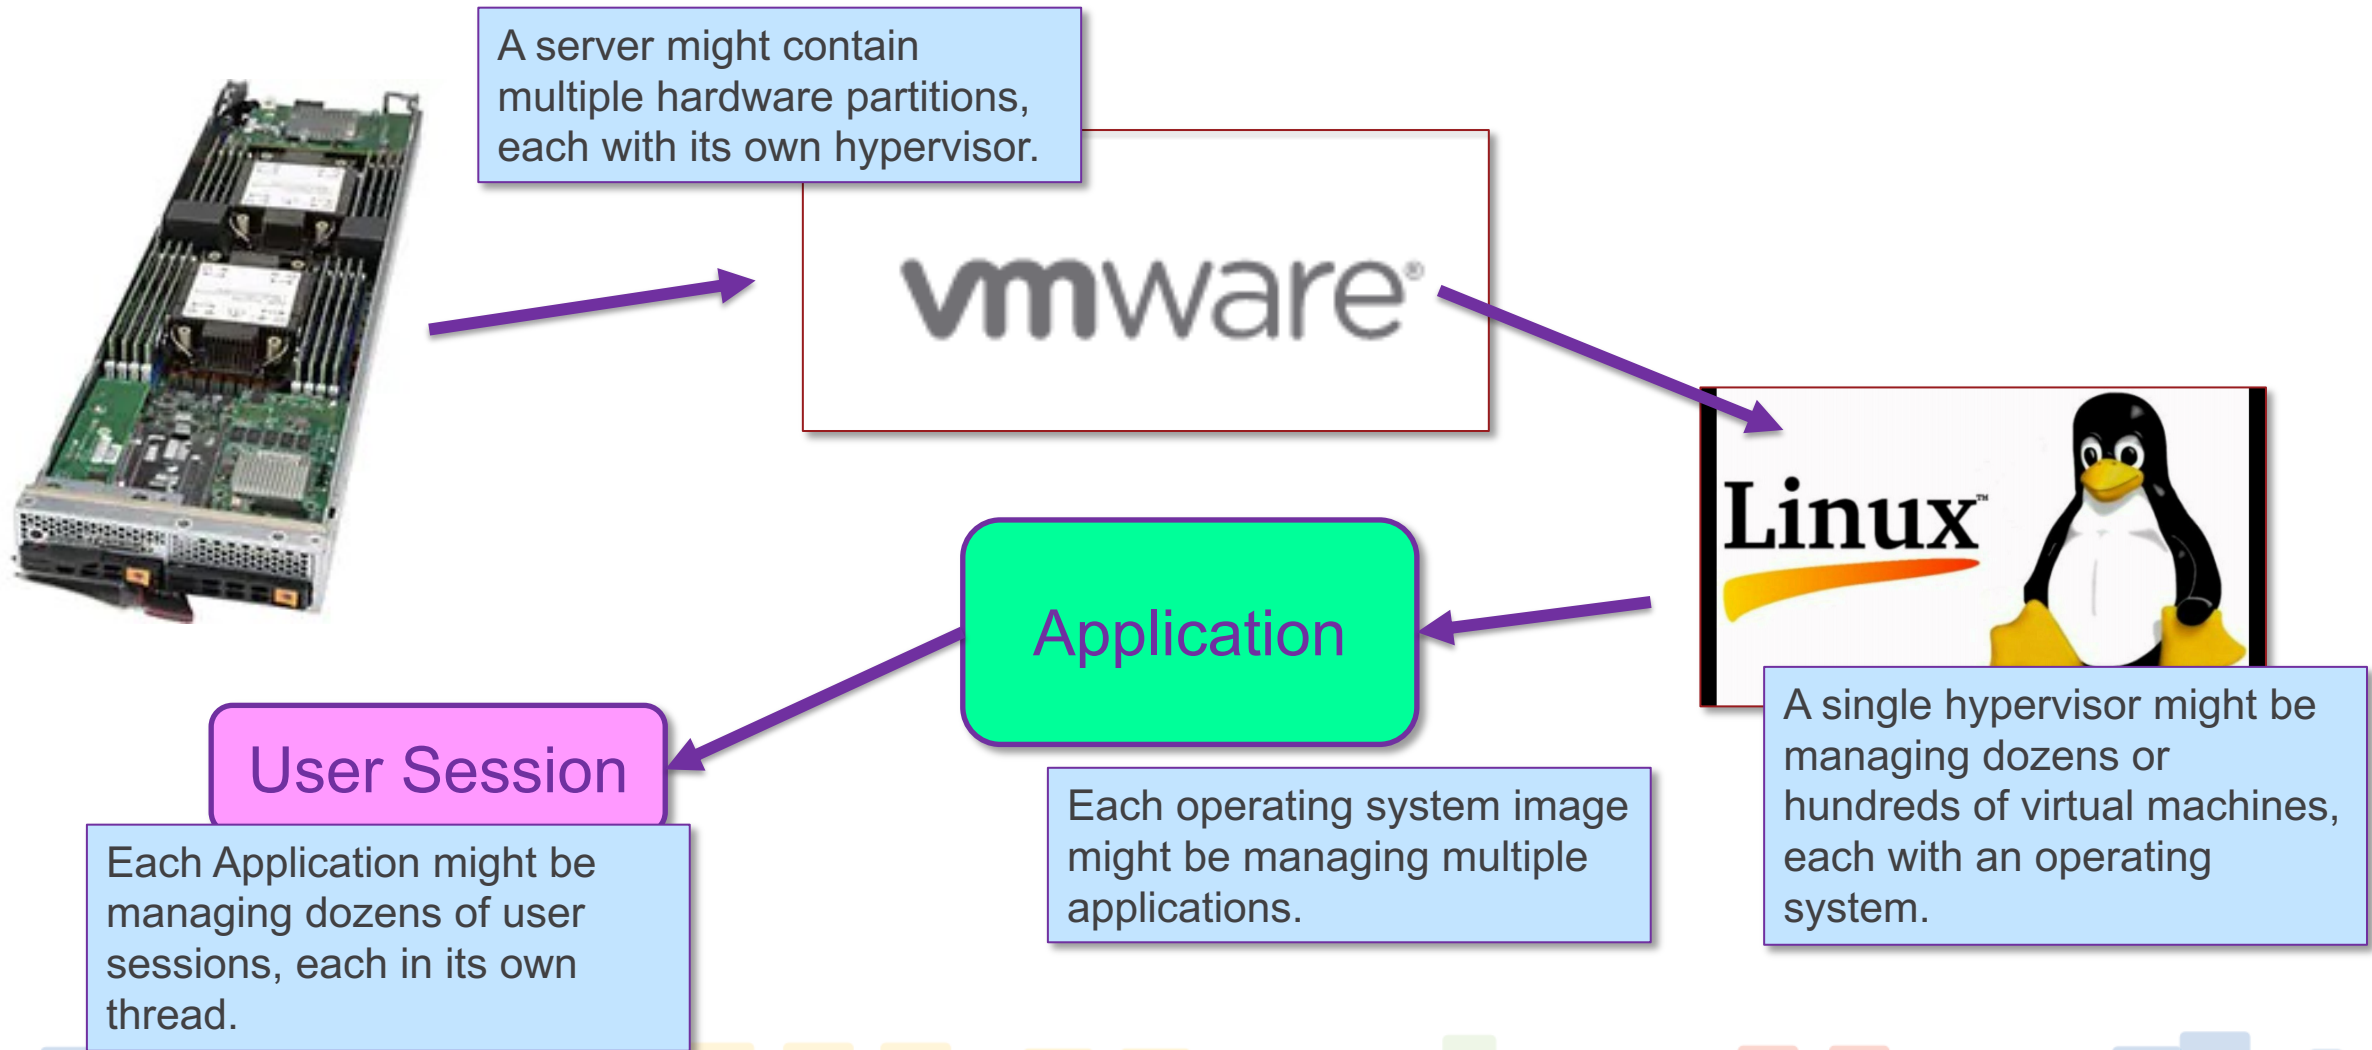 A server might contain
multiple hardware partitions,
each with its own hypervisor.
vmware®
Linux™
Application
User Session
A single hypervisor might be
managing dozens or
hundreds of virtual machines,
each with an operating
system.
Each operating system image
might be managing multiple
applications.
Each Application might be
managing dozens of user
sessions, each in its own
thread.